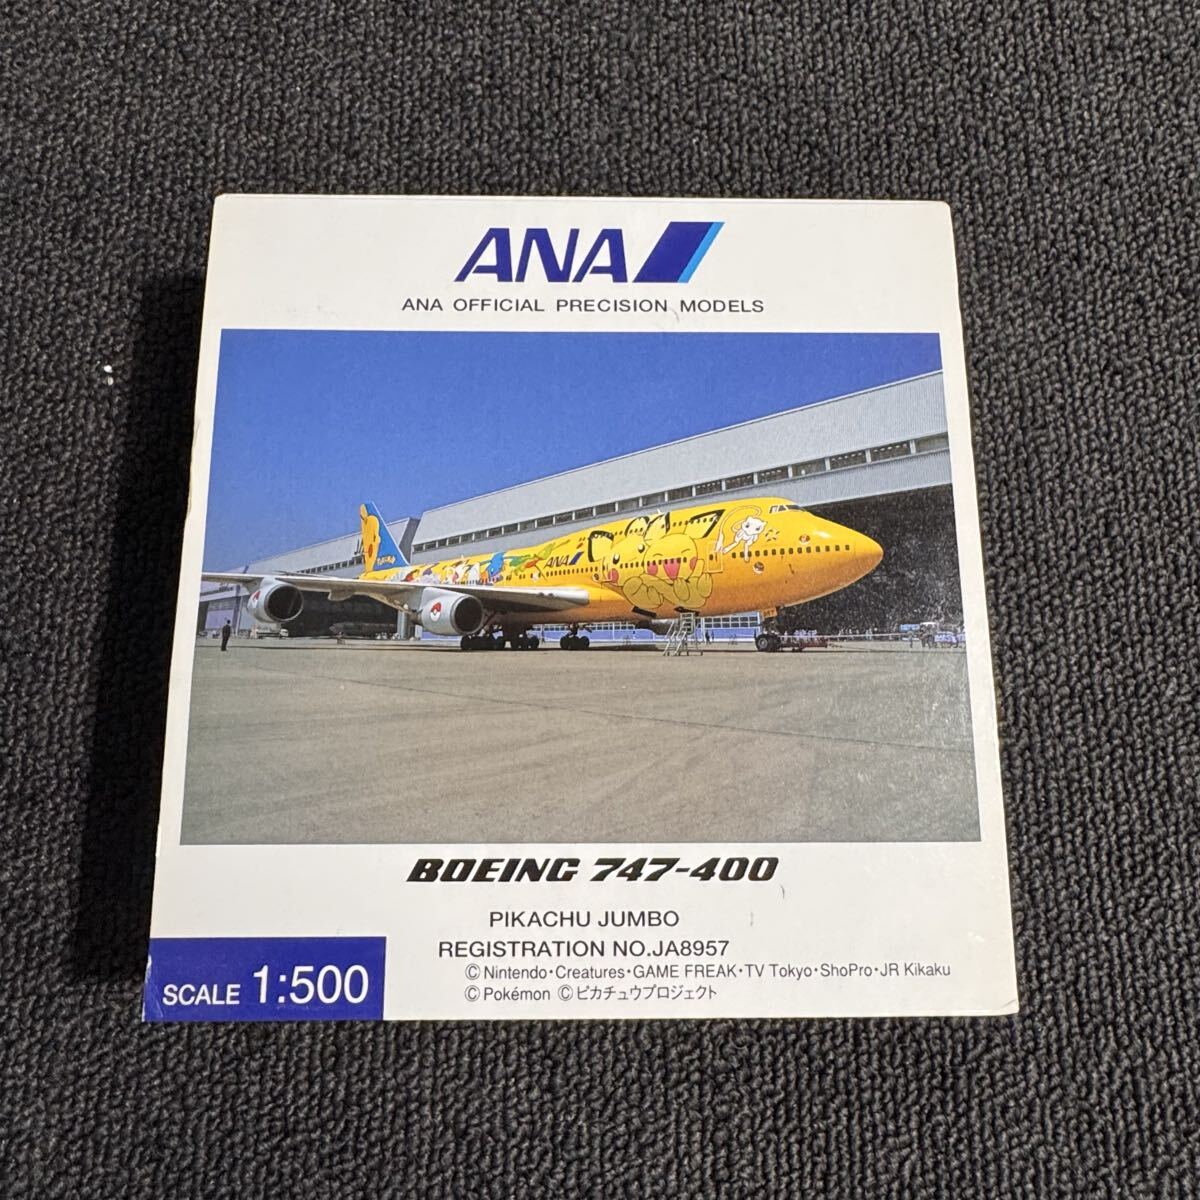 ANA
ANA OFFICIAL PRECISION MODELS
ANA
BOEING 747-400
PIKACHU JUMBO
REGISTRATION NO.JA8957
©Nintendo・Creatures・GAME FREAK・TV Tokyo・ShoPro・JR Kikaku
©Pokémon ©ピカチュウプロジェクト
SCALE 1:500